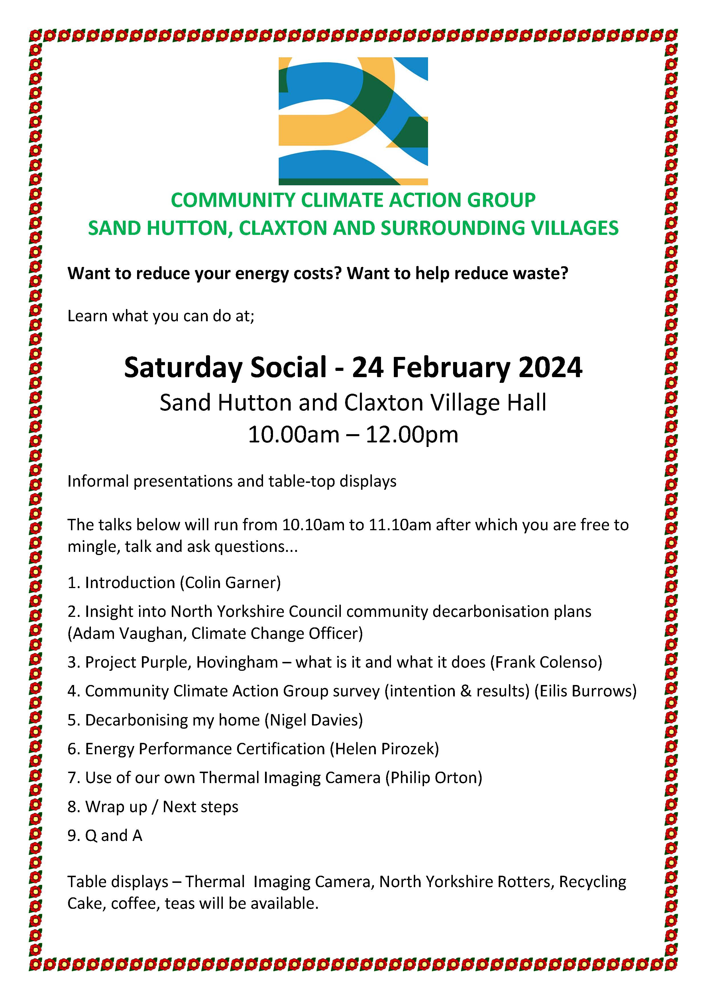 COMMUNITY CLIMATE ACTION GROUP
SAND HUTTON, CLAXTON AND SURROUNDING VILLAGES
Want to reduce your energy costs? Want to help reduce waste?
Learn what you can do at;
Saturday Social - 24 February 2024
Sand Hutton and Claxton Village Hall
10.00am – 12.00pm
Informal presentations and table-top displays
The talks below will run from 10.10am to 11.10am after which you are free to
mingle, talk and ask questions...
1. Introduction (Colin Garner)
2. Insight into North Yorkshire Council community decarbonisation plans
(Adam Vaughan, Climate Change Officer)
3. Project Purple, Hovingham – what is it and what it does (Frank Colenso)
4. Community Climate Action Group survey (intention & results) (Eilis Burrows)
5. Decarbonising my home (Nigel Davies)
6. Energy Performance Certification (Helen Pirozek)
7. Use of our own Thermal Imaging Camera (Philip Orton)
8. Wrap up / Next steps
9. Q and A
Table displays – Thermal  Imaging Camera, North Yorkshire Rotters, Recycling
Cake, coffee, teas will be available.